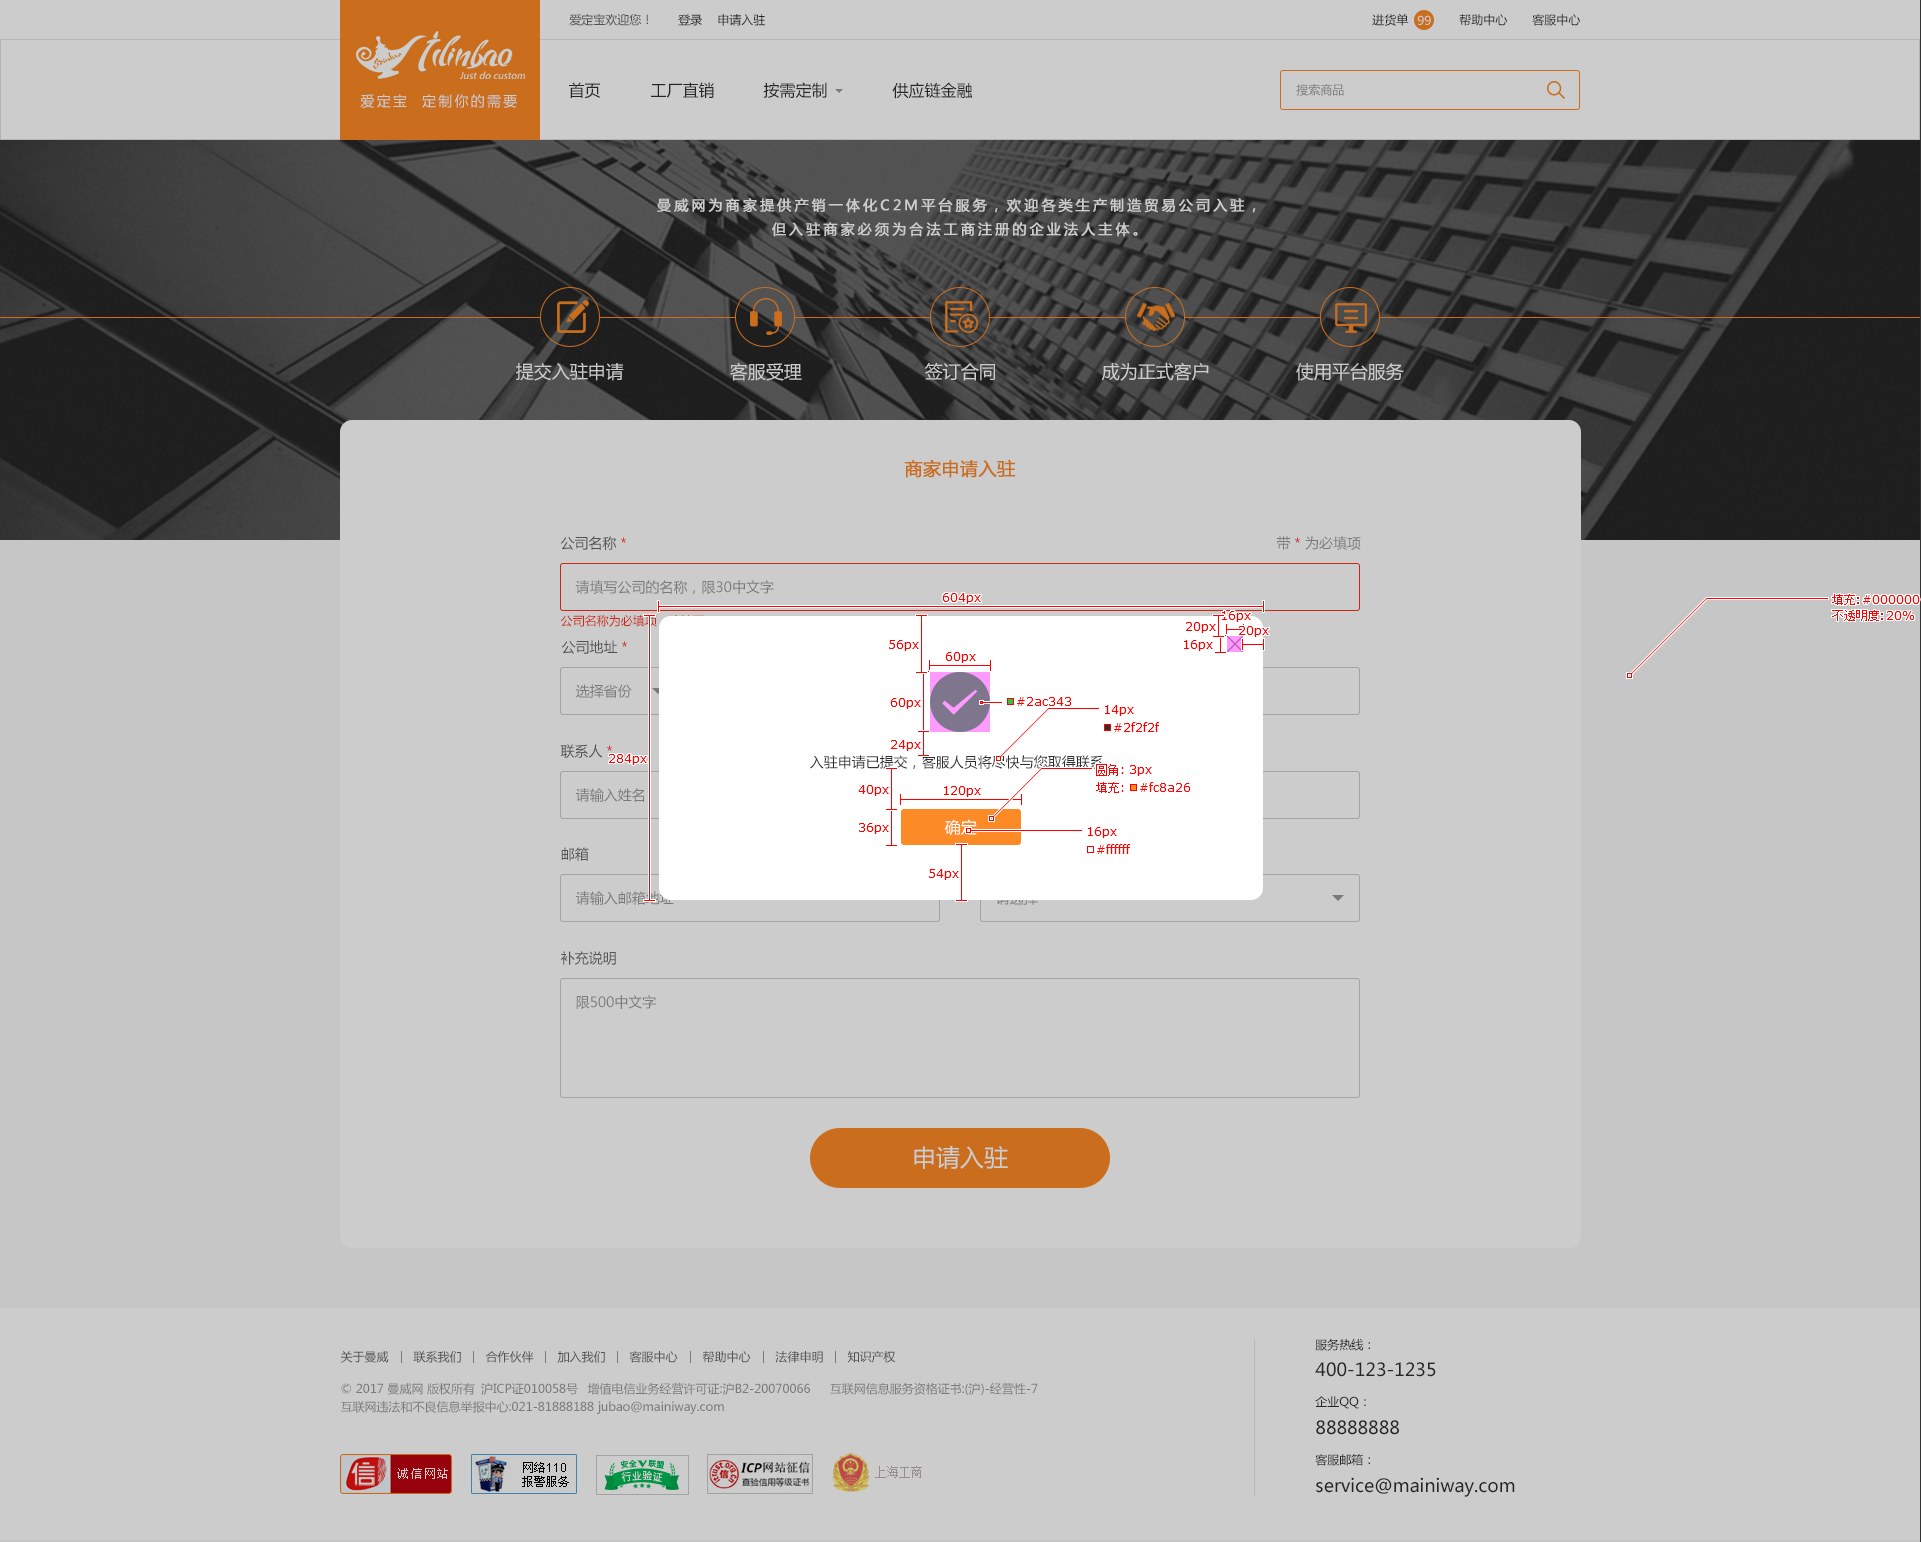 爱定宝欢迎您！ 登录 申请入驻 进货单 99 帮助中心 客服中心
tilinbao
Just do custom
爱定宝 定制你的需要
首页 工厂直销 按需定制 供应链金融 搜索商品
曼威网为商家提供产销一体化C2M平台服务，欢迎各类生产制造贸易公司入驻，
但入驻商家必须为合法工商注册的企业法人主体。
提交入驻申请 客服受理 签订合同 成为正式客户 使用平台服务
商家申请入驻
公司名称 * 带 * 为必填项
请填写公司的名称，限30中文字
604px
填充: #000000
不透明度: 20%
公司名称为必填项
16px
20px
20px
56px
16px
公司地址 *
60px
选择省份
60px
#2ac343
14px
#2f2f2f
24px
联系人 *
284px
入驻申请已提交，客服人员将尽快与您取得联系
圆角: 3px
填充: #fc8a26
40px
120px
请输入姓名
36px
确定
16px
#ffffff
邮箱
54px
请输入邮箱地址
请选择
补充说明
限500中文字
申请入驻
关于曼威 | 联系我们 | 合作伙伴 | 加入我们 | 客服中心 | 帮助中心 | 法律申明 | 知识产权
© 2017 曼威网 版权所有 沪ICP证010058号 增值电信业务经营许可证:沪B2-20070066 互联网信息服务资格证书:(沪)-经营性-7
互联网违法和不良信息举报中心:021-81888188 jubao@mainiway.com
信 诚信网站
网络110
报警服务
安全V联盟
行业验证
ICP网站征信
直验信用等级证书
上海工商
服务热线：
400-123-1235
企业QQ：
88888888
客服邮箱：
service@mainiway.com